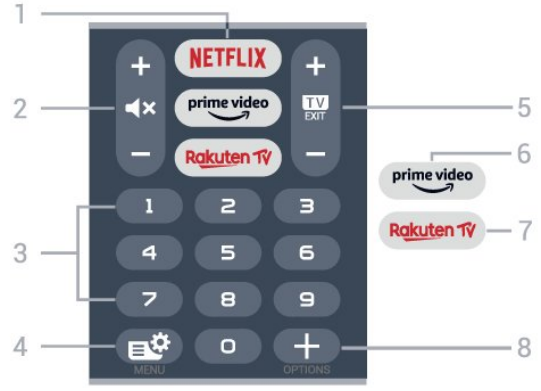 1
NETFLIX
2
prime video
TV
EXIT
5
Rakuten TV
6
prime video
Rakuten TV
7
3
1 2 3
4 5 6
7 8 9
4
0
8
MENU
OPTIONS